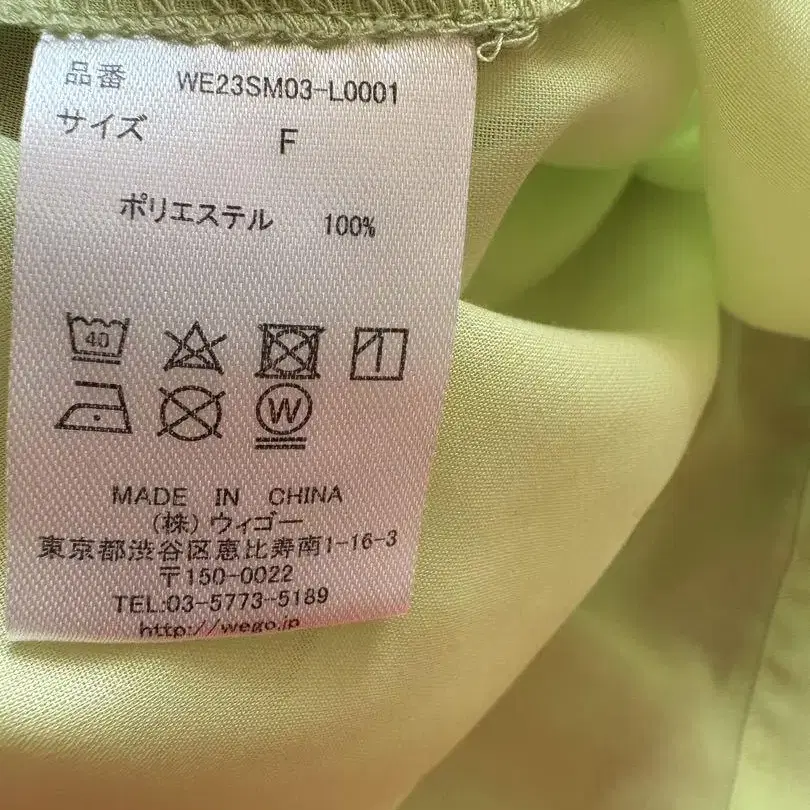 品番 WE23SM03-L0001
サイズ F
ポリエステル 100%
40
W
MADE IN CHINA
(株)ウィゴー
東京都渋谷区恵比寿南1-16-3
〒150-0022
TEL:03-5773-5189
http://wego.jp